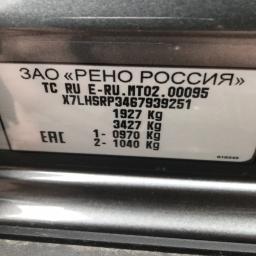 ЗАО «РЕНО РОССИЯ»
TC RU E-RU.MT02.00095
X7LHSRP3467939251
1927 Kg
3427 Kg
EAC 1- 0970 Kg
2- 1040 Kg